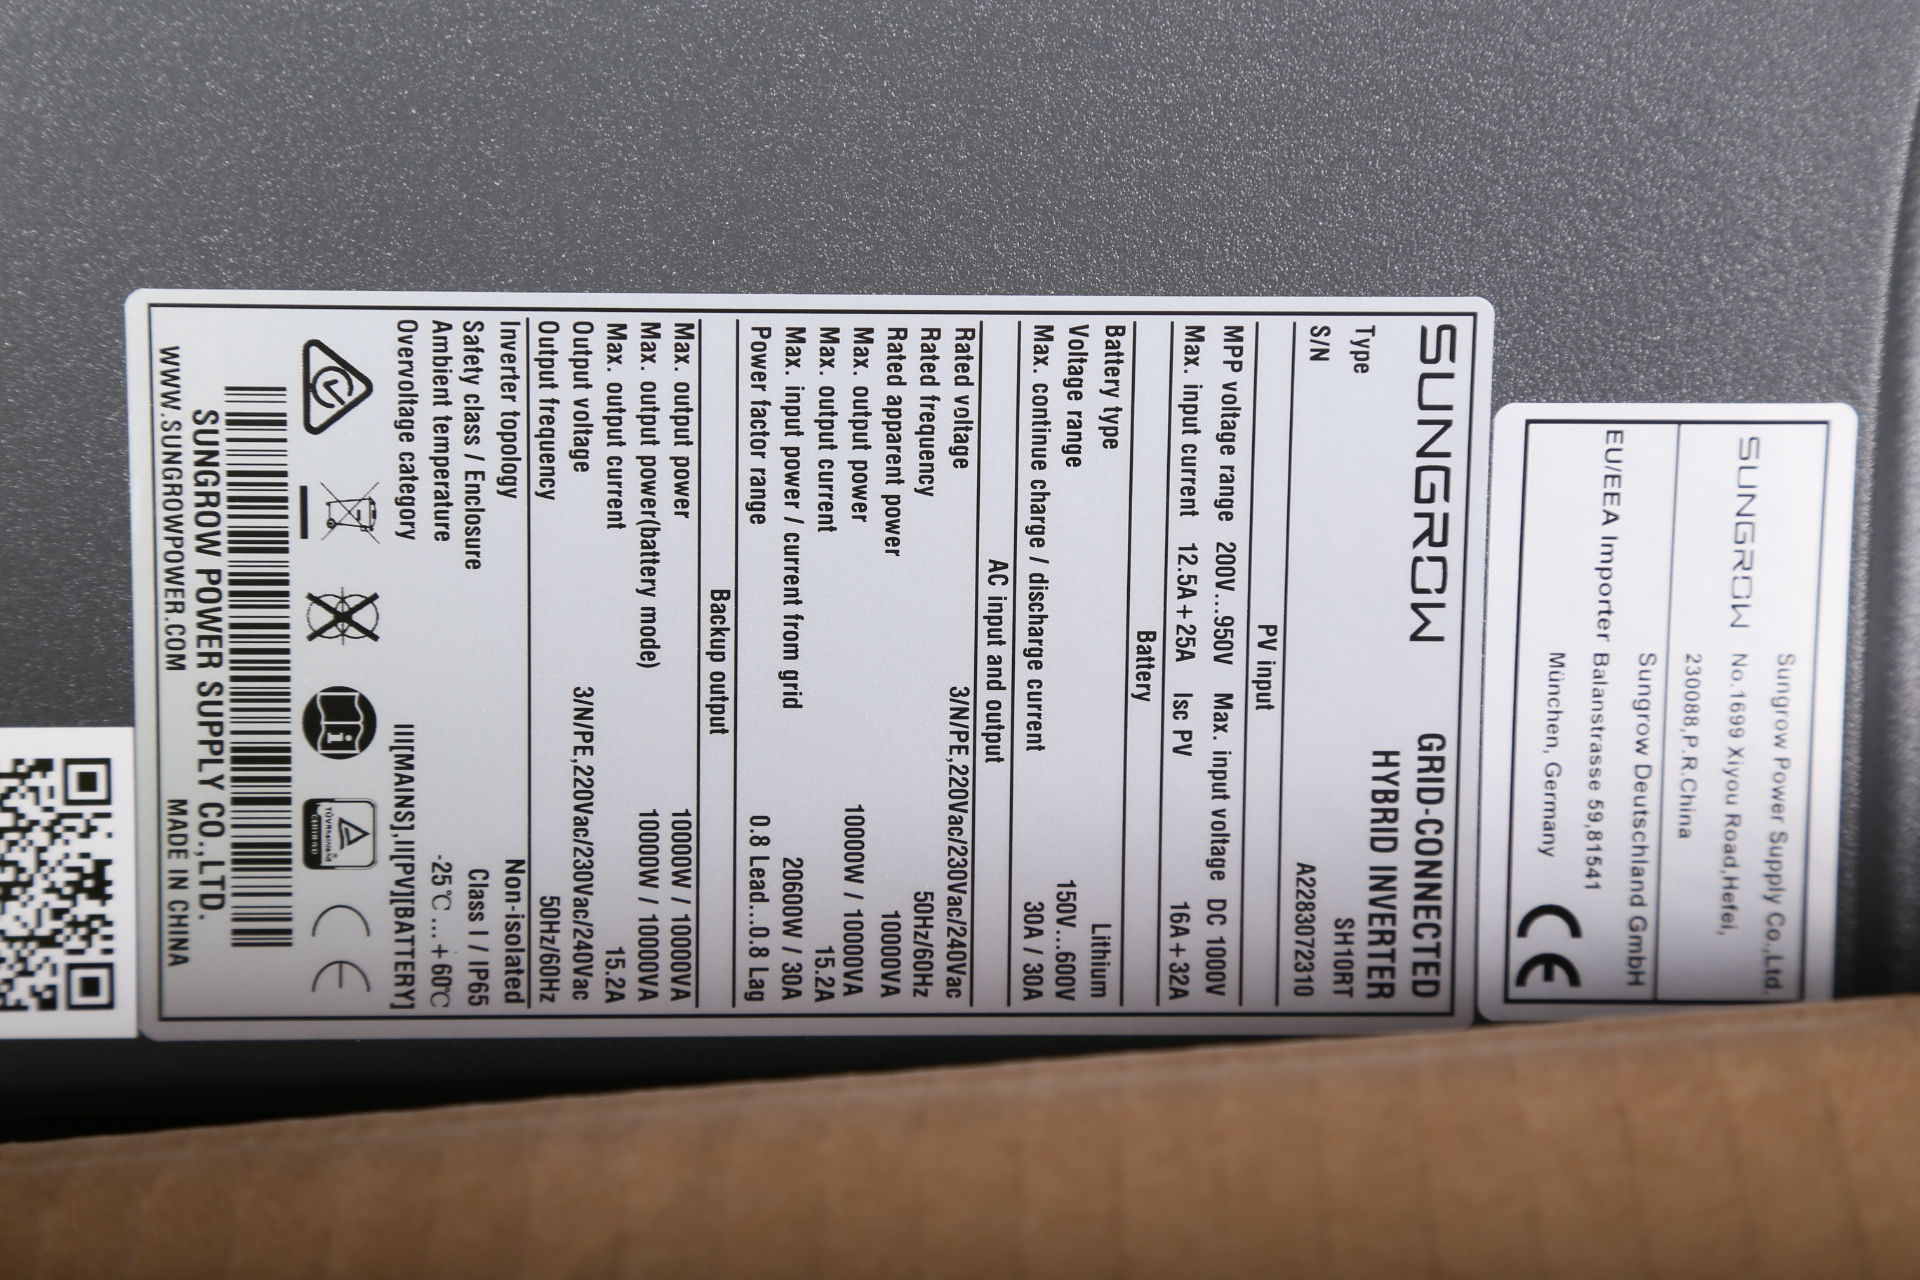 SUNGROW
Sungrow Power Supply Co.,Ltd.
No.1699 Xiyou Road,Hefei,
230088,P.R.China
EU/EEA Importer
Sungrow Deutschland GmbH
Balanstrasse 59,81541
München, Germany
CE
SUNGROW GRID-CONNECTED
HYBRID INVERTER
Type SH10RT
S/N A2283072310
PV input
MPP voltage range 200V...950V Max. input voltage DC 1000V
Max. input current 12.5A+25A Isc PV 16A+32A
Battery
Battery type Lithium
Voltage range 150V...600V
Max. continue charge / discharge current 30A / 30A
AC input and output
Rated voltage 3/N/PE,220Vac/230Vac/240Vac
Rated frequency 50Hz/60Hz
Rated apparent power 10000VA
Max. output power 10000W / 10000VA
Max. output current 15.2A
Max. input power / current from grid 20600W / 30A
Power factor range 0.8 Lead...0.8 Lag
Backup output
Max. output power 10000W / 10000VA
Max. output power(battery mode) 10000W / 10000VA
Max. output current 15.2A
Output voltage 3/N/PE,220Vac/230Vac/240Vac
Output frequency 50Hz/60Hz
Inverter topology Non-isolated
Safety class / Enclosure Class I / IP65
Ambient temperature -25℃...+60℃
Overvoltage category III[MAINS],II[PV][BATTERY]
TÜVRheinland
CERTIFIED
CE
SUNGROW POWER SUPPLY CO.,LTD.
WWW.SUNGROWPOWER.COM MADE IN CHINA